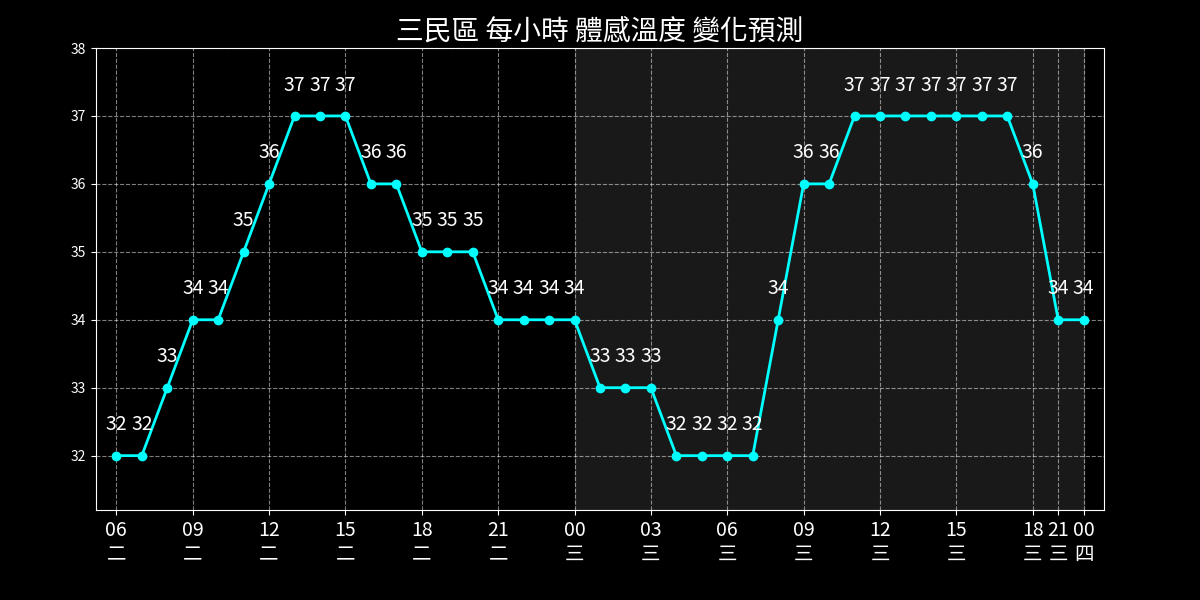 三民區 每小時 體感溫度 變化預測
38
37 37 37 37 37 37 37 37 37 37
37
36 36 36 36 36 36
36
35 35 35 35
35
34 34 34 34 34 34 34 34 34
34
33 33 33 33
33
32 32 32 32 32 32
32
06 09 12 15 18 21 00 03 06 09 12 15 18 21 00
二 二 二 二 二 二 三 三 三 三 三 三 三 三 四